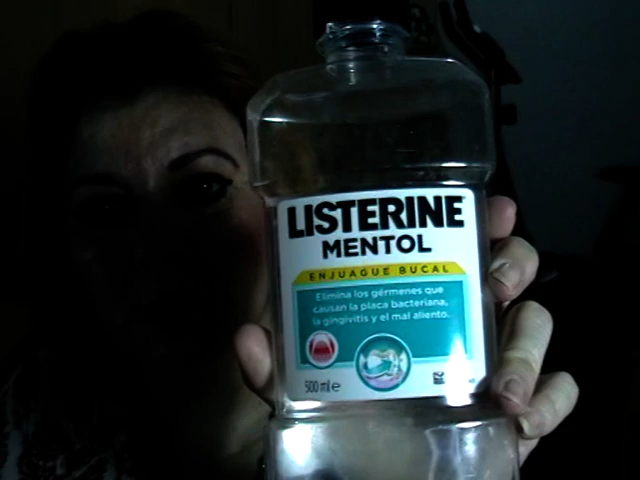 LISTERINE
MENTOL
ENJUAGUE BUCAL
Elimina los gérmenes que
causan la placa bacteriana,
la gingivitis y el mal aliento.
500 ml e